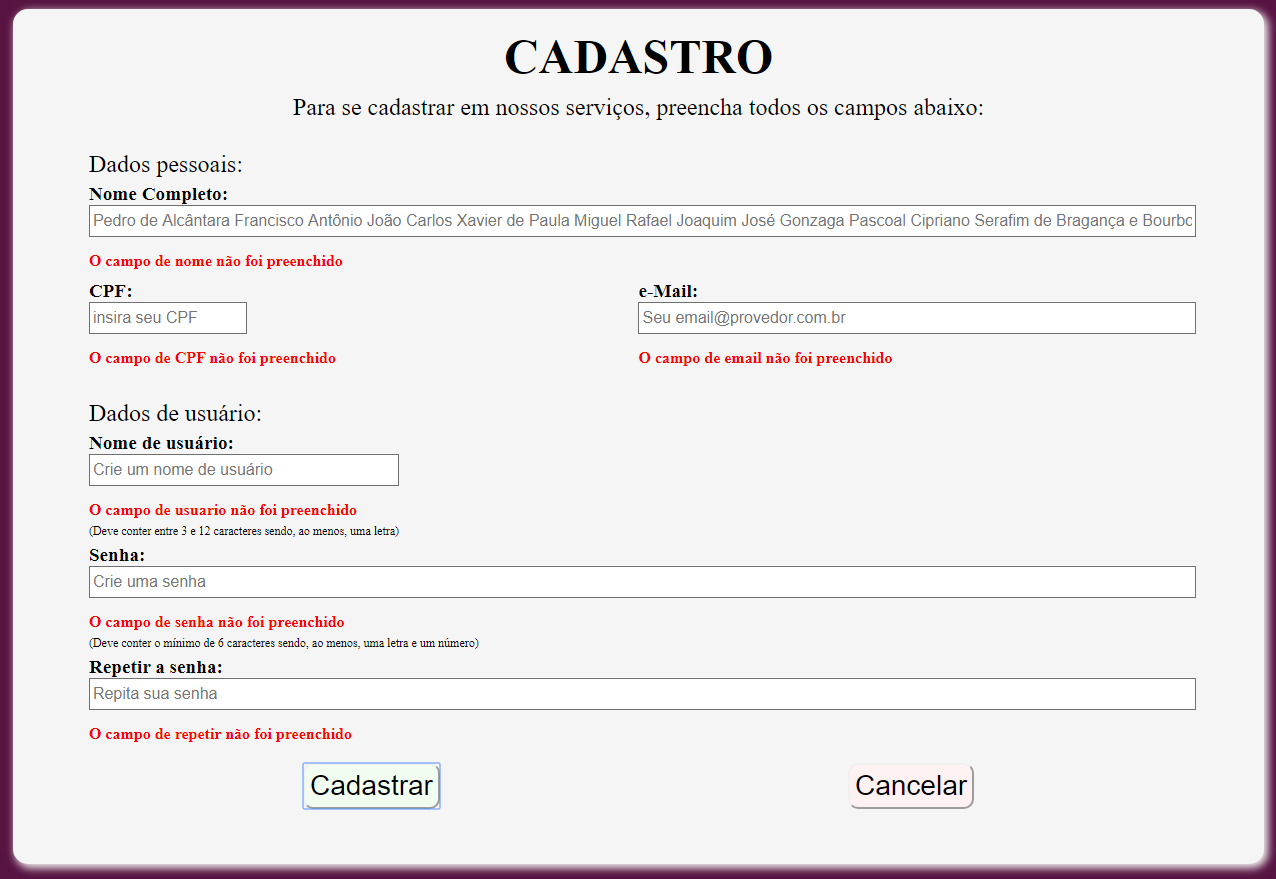 CADASTRO
Para se cadastrar em nossos serviços, preencha todos os campos abaixo:
Dados pessoais:
Nome Completo:
Pedro de Alcântara Francisco Antônio João Carlos Xavier de Paula Miguel Rafael Joaquim José Gonzaga Pascoal Cipriano Serafim de Bragança e Bourbo
O campo de nome não foi preenchido
CPF:
insira seu CPF
O campo de CPF não foi preenchido
e-Mail:
Seu email@provedor.com.br
O campo de email não foi preenchido
Dados de usuário:
Nome de usuário:
Crie um nome de usuário
O campo de usuario não foi preenchido
(Deve conter entre 3 e 12 caracteres sendo, ao menos, uma letra)
Senha:
Crie uma senha
O campo de senha não foi preenchido
(Deve conter o mínimo de 6 caracteres sendo, ao menos, uma letra e um número)
Repetir a senha:
Repita sua senha
O campo de repetir não foi preenchido
Cadastrar
Cancelar